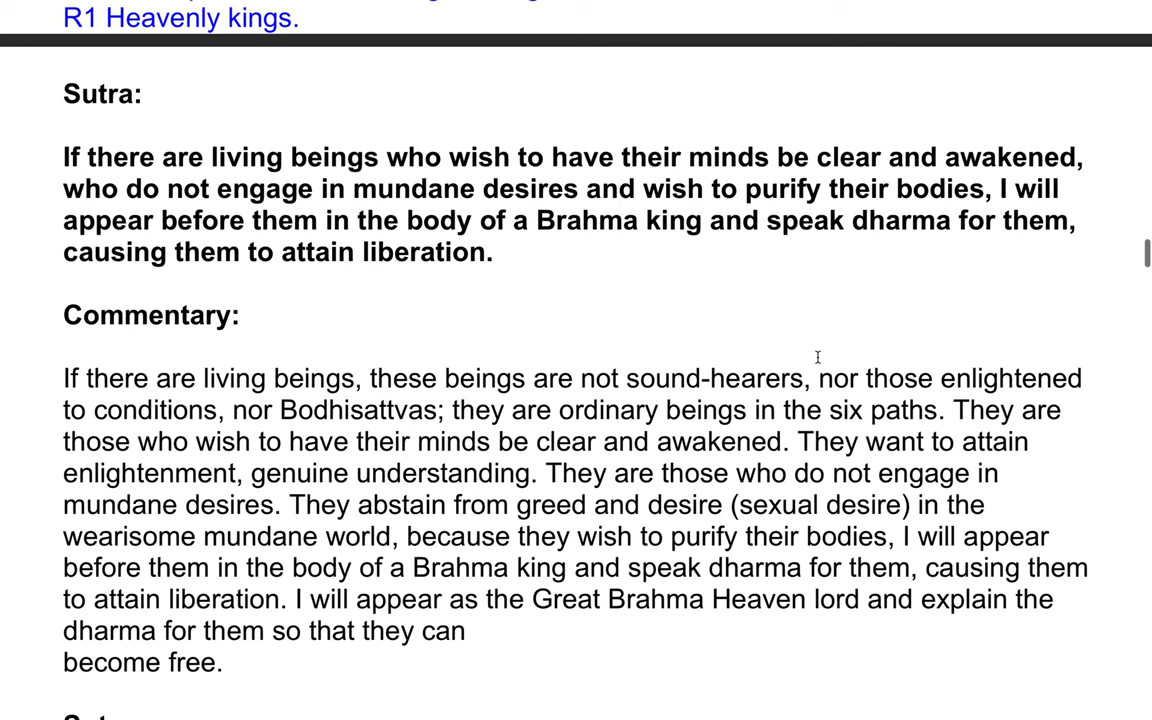 R1 Heavenly kings.
Sutra:
If there are living beings who wish to have their minds be clear and awakened,
who do not engage in mundane desires and wish to purify their bodies, I will
appear before them in the body of a Brahma king and speak dharma for them,
causing them to attain liberation.
Commentary:
If there are living beings, these beings are not sound-hearers, nor those enlightened
to conditions, nor Bodhisattvas; they are ordinary beings in the six paths. They are
those who wish to have their minds be clear and awakened. They want to attain
enlightenment, genuine understanding. They are those who do not engage in
mundane desires. They abstain from greed and desire (sexual desire) in the
wearisome mundane world, because they wish to purify their bodies, I will appear
before them in the body of a Brahma king and speak dharma for them, causing them
to attain liberation. I will appear as the Great Brahma Heaven lord and explain the
dharma for them so that they can
become free.